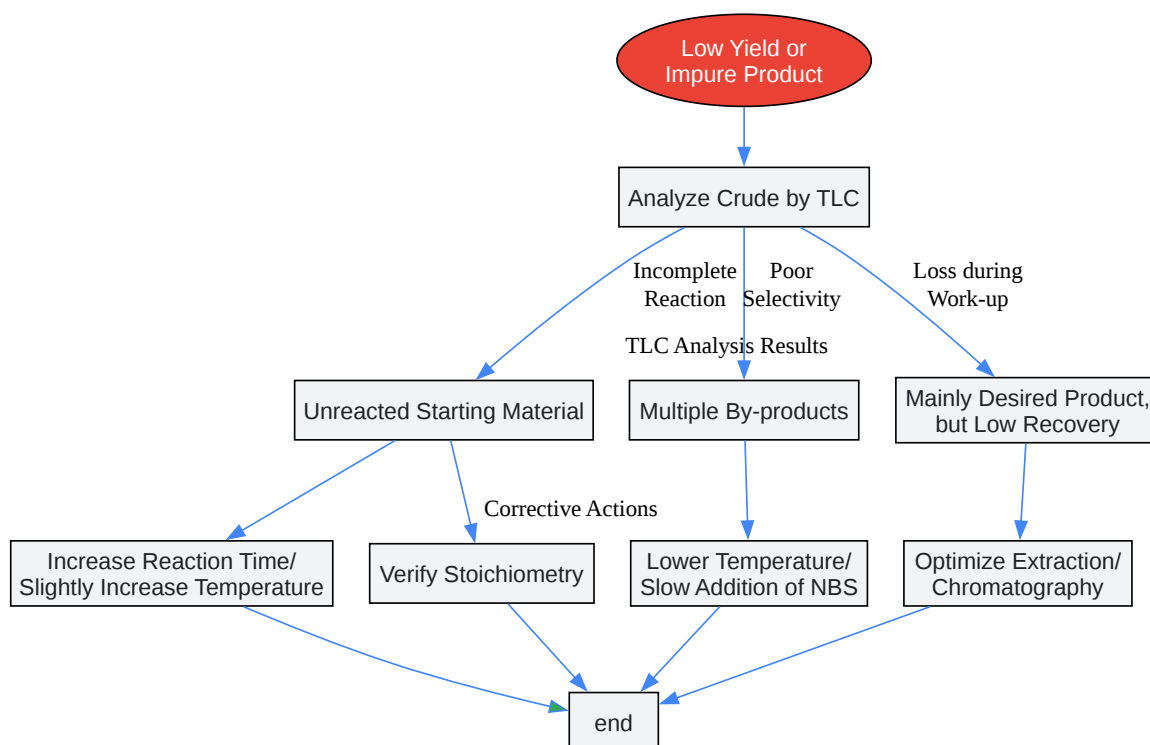 Low Yield or
Impure Product
Analyze Crude by TLC
Incomplete
Reaction
Poor
Selectivity
Loss during
Work-up
TLC Analysis Results
Unreacted Starting Material
Multiple By-products
Mainly Desired Product,
but Low Recovery
Corrective Actions
Increase Reaction Time/
Slightly Increase Temperature
Verify Stoichiometry
Lower Temperature/
Slow Addition of NBS
Optimize Extraction/
Chromatography
end